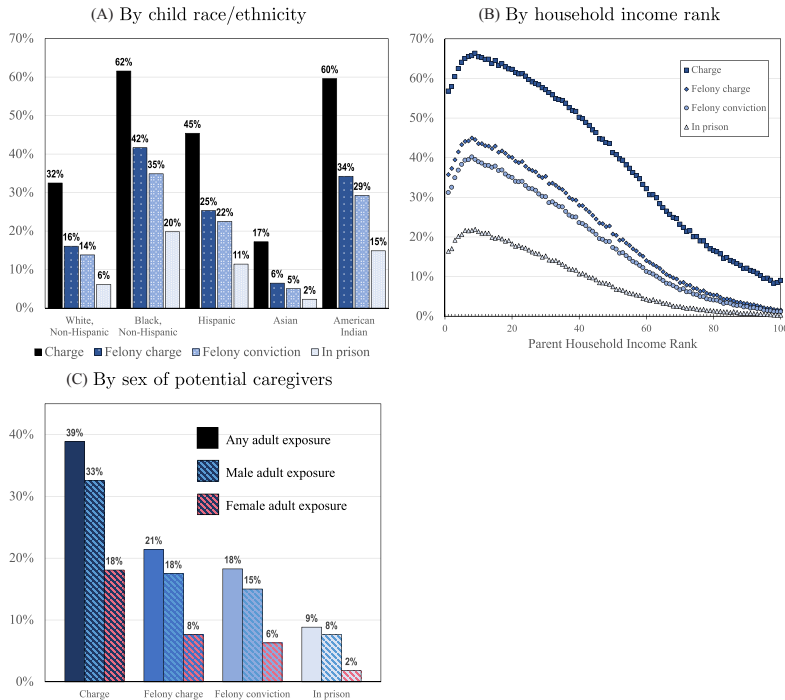 (A) By child race/ethnicity
70%
60%
50%
40%
30%
20%
10%
0%
32%
16%
14%
6%
62%
42%
35%
20%
45%
25%
22%
11%
17%
6%
5%
2%
60%
34%
29%
15%
White, Non-Hispanic
Black, Non-Hispanic
Hispanic
Asian
American Indian
Charge Felony charge Felony conviction In prison
(B) By household income rank
70%
60%
50%
40%
30%
20%
10%
0%
Charge
Felony charge
Felony conviction
In prison
0 20 40 60 80 100
Parent Household Income Rank
(C) By sex of potential caregivers
40%
30%
20%
10%
0%
Any adult exposure
Male adult exposure
Female adult exposure
39%
33%
18%
21%
18%
8%
18%
15%
6%
9%
8%
2%
Charge Felony charge Felony conviction In prison